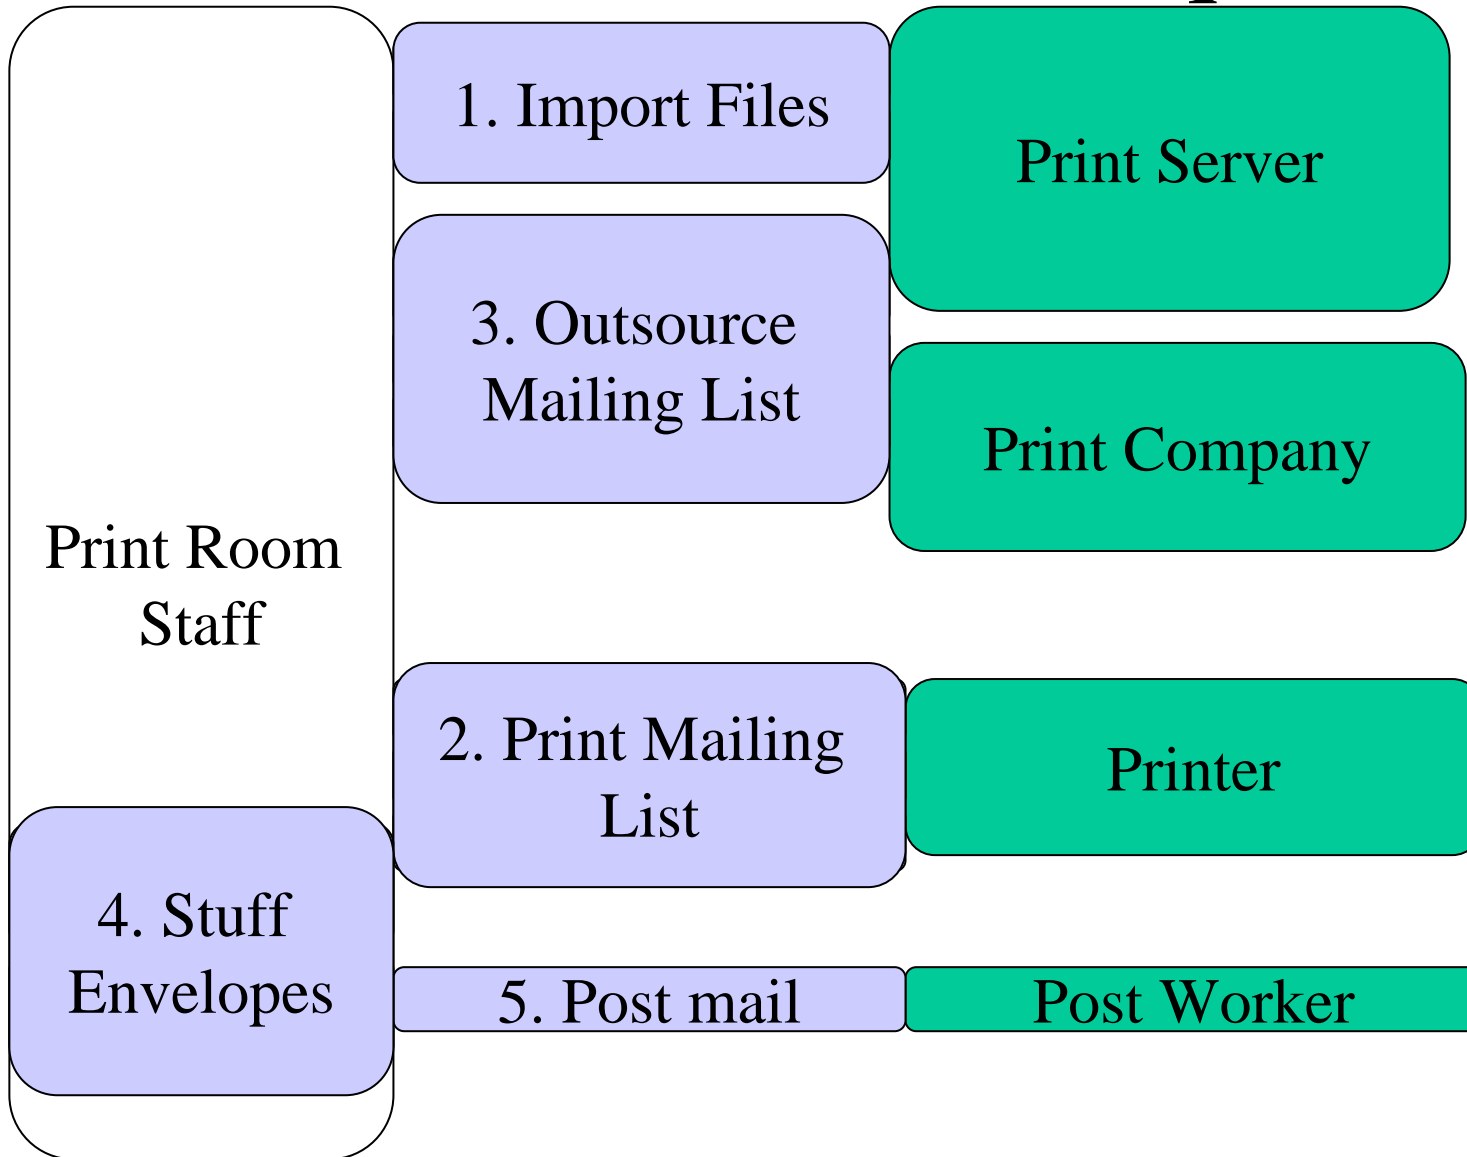 1. Import Files
Print Server
3. Outsource
Mailing List
Print Company
Print Room
Staff
2. Print Mailing
List
Printer
4. Stuff
Envelopes
5. Post mail
Post Worker